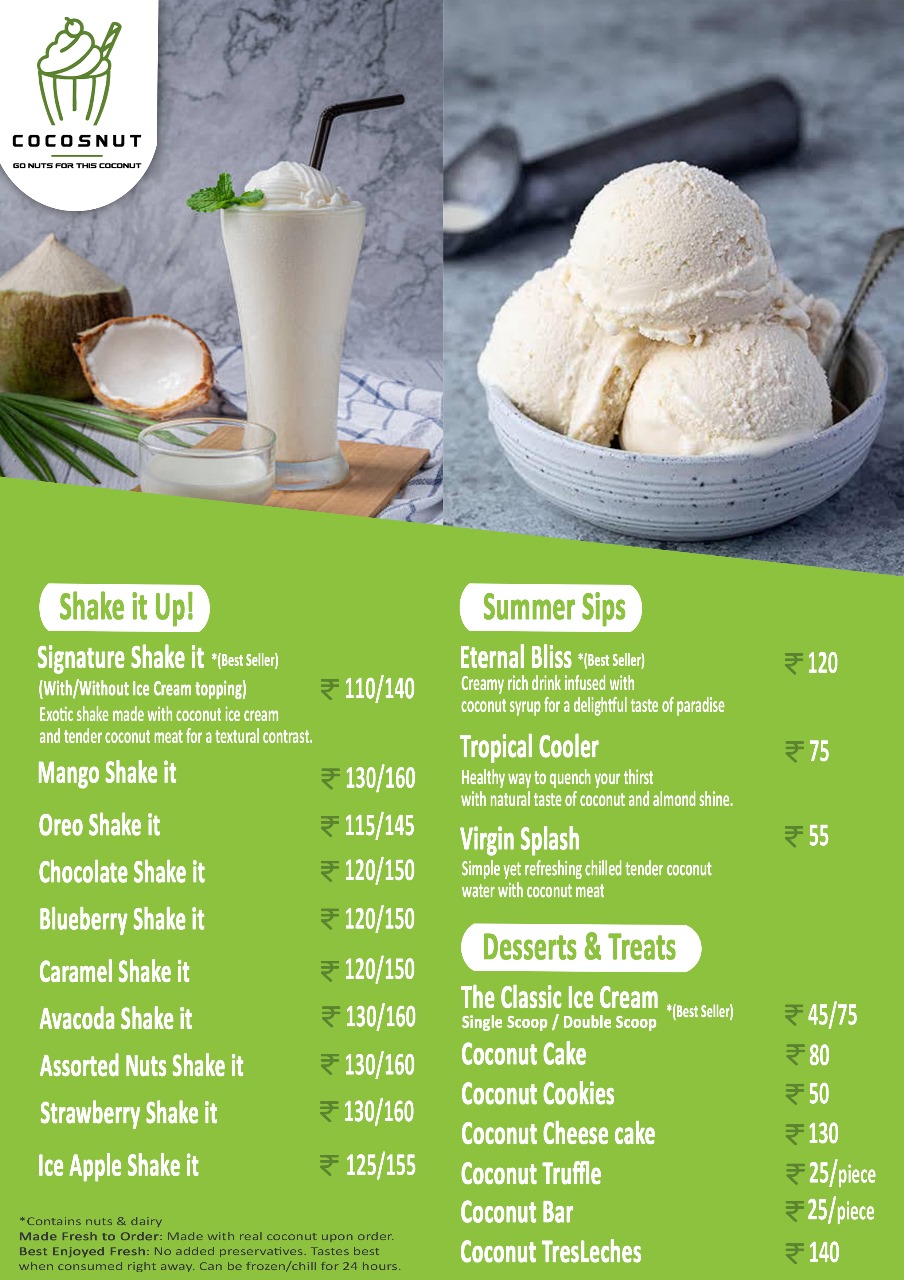 COCOSNUT
GO NUTS FOR THIS COCONUT
Shake it Up!
Signature Shake it *(Best Seller)
(With/Without Ice Cream topping) ₹ 110/140
Exotic shake made with coconut ice cream
and tender coconut meat for a textural contrast.
Mango Shake it ₹ 130/160
Oreo Shake it ₹ 115/145
Chocolate Shake it ₹ 120/150
Blueberry Shake it ₹ 120/150
Caramel Shake it ₹ 120/150
Avacoda Shake it ₹ 130/160
Assorted Nuts Shake it ₹ 130/160
Strawberry Shake it ₹ 130/160
Ice Apple Shake it ₹ 125/155
*Contains nuts & dairy
Made Fresh to Order: Made with real coconut upon order.
Best Enjoyed Fresh: No added preservatives. Tastes best
when consumed right away. Can be frozen/chill for 24 hours.
Summer Sips
Eternal Bliss *(Best Seller) ₹ 120
Creamy rich drink infused with
coconut syrup for a delightful taste of paradise
Tropical Cooler ₹ 75
Healthy way to quench your thirst
with natural taste of coconut and almond shine.
Virgin Splash ₹ 55
Simple yet refreshing chilled tender coconut
water with coconut meat
Desserts & Treats
The Classic Ice Cream *(Best Seller) ₹ 45/75
Single Scoop / Double Scoop
Coconut Cake ₹ 80
Coconut Cookies ₹ 50
Coconut Cheese cake ₹ 130
Coconut Truffle ₹ 25/piece
Coconut Bar ₹ 25/piece
Coconut TresLeches ₹ 140